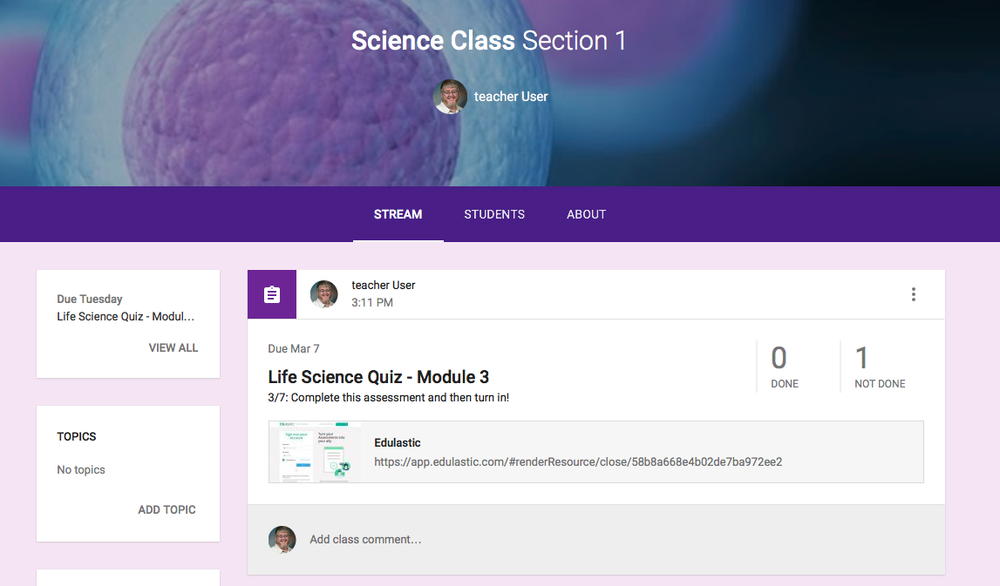 Science Class Section 1
teacher User
STREAM STUDENTS ABOUT
Due Tuesday
Life Science Quiz - Modul...
VIEW ALL
TOPICS
No topics
ADD TOPIC
teacher User
3:11 PM
Due Mar 7
Life Science Quiz - Module 3
3/7: Complete this assessment and then turn in!
0
DONE
1
NOT DONE
Edulastic
https://app.edulastic.com/#renderResource/close/58b8a668e4b02de7ba972ee2
Add class comment...